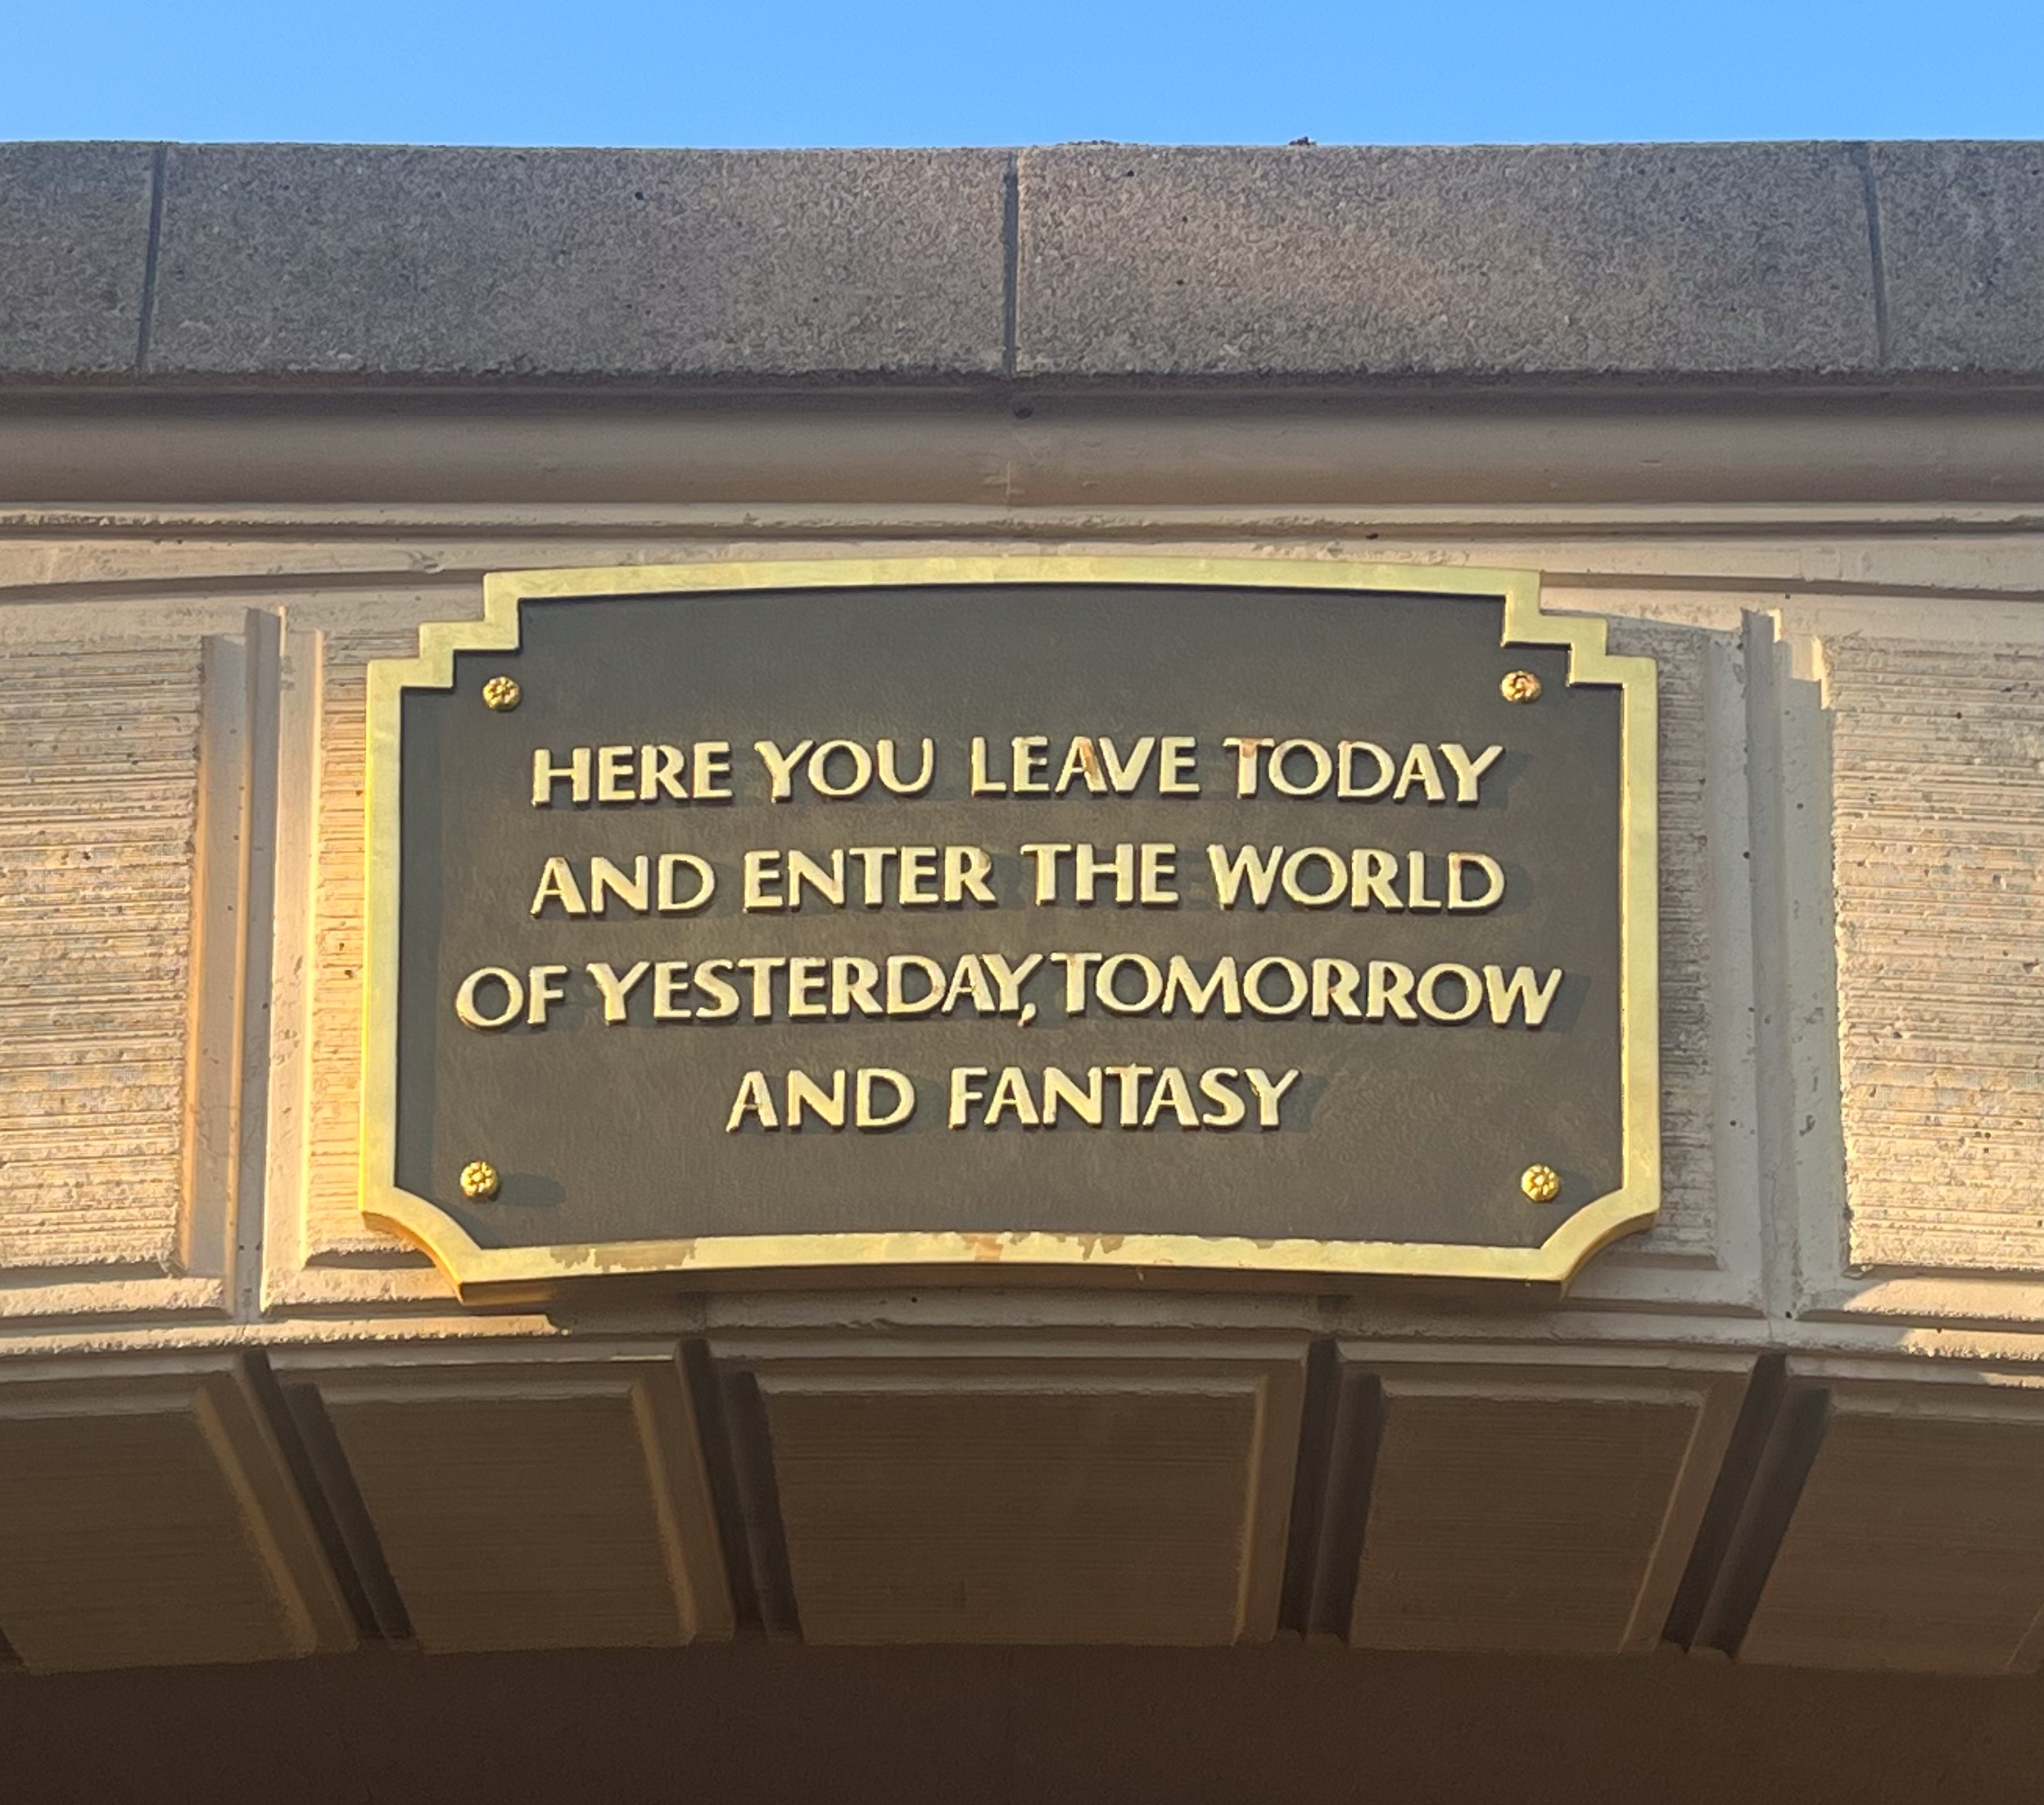 HERE YOU LEAVE TODAY
AND ENTER THE WORLD
OF YESTERDAY, TOMORROW
AND FANTASY